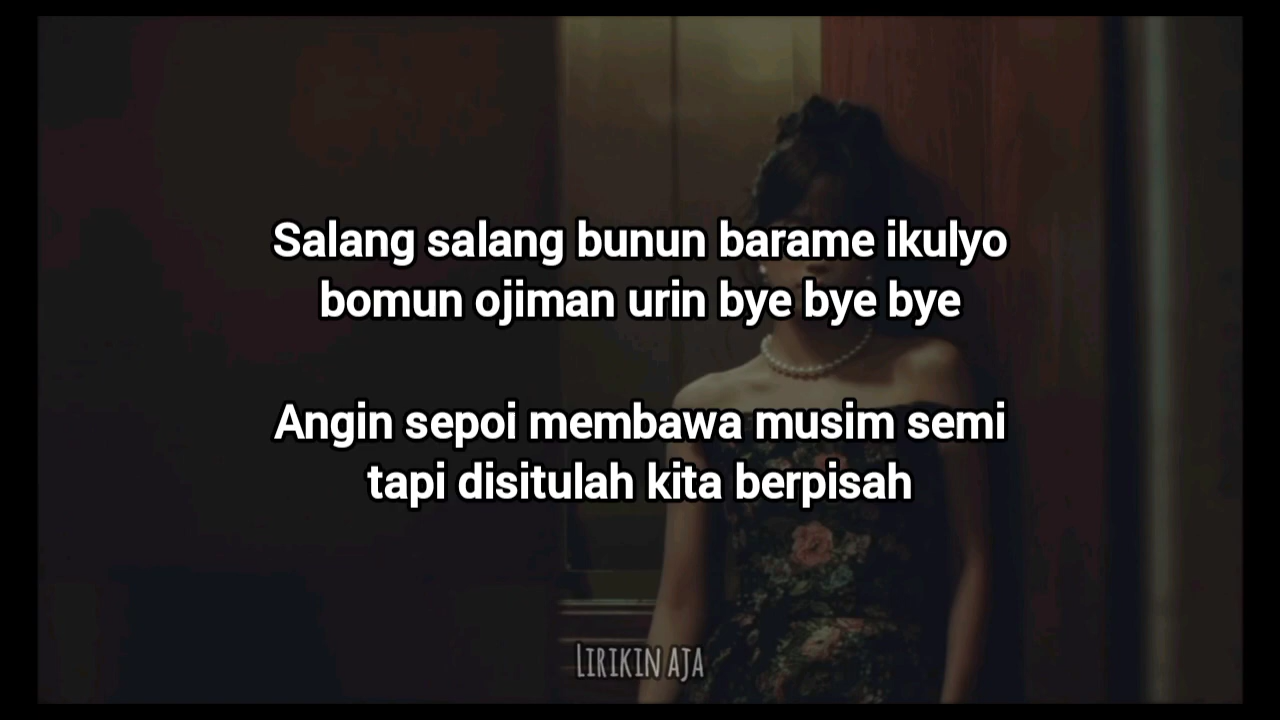 Salang salang bunun barame ikulyo
bomun ojiman urin bye bye bye
Angin sepoi membawa musim semi
tapi disitulah kita berpisah
LIRIKIN AJA